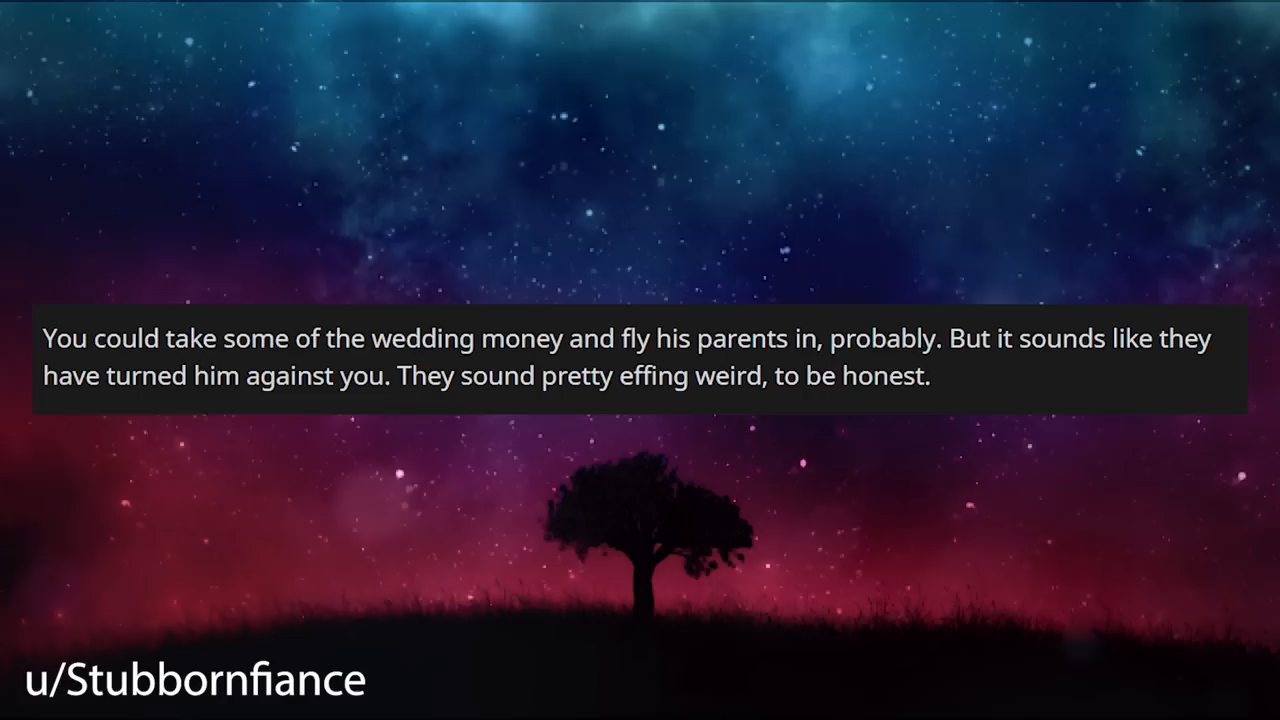 You could take some of the wedding money and fly his parents in, probably. But it sounds like they
have turned him against you. They sound pretty effing weird, to be honest.
u/Stubbornfiance